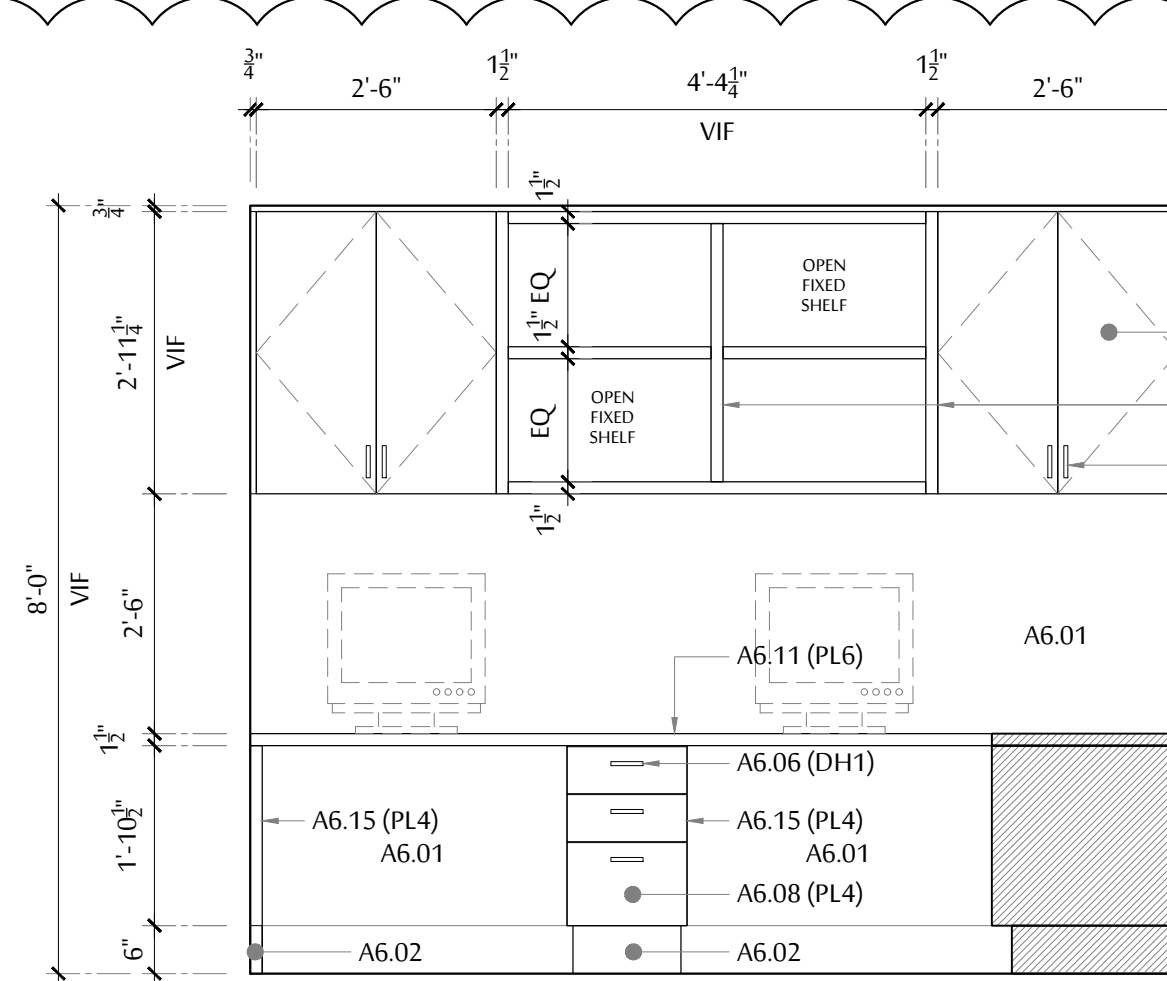 3/4"
2'-6"
1 1/2"
4'-4 1/4"
VIF
1 1/2"
2'-6"
3/4"
1 1/2"
2'-11 1/4"
VIF
EQ
1 1/2"
EQ
1 1/2"
OPEN
FIXED
SHELF
OPEN
FIXED
SHELF
8'-0"
VIF
2'-6"
A6.01
A6.11 (PL6)
1 1/2"
A6.06 (DH1)
1'-10 1/2"
A6.15 (PL4)
A6.01
A6.15 (PL4)
A6.01
A6.08 (PL4)
6"
A6.02
A6.02